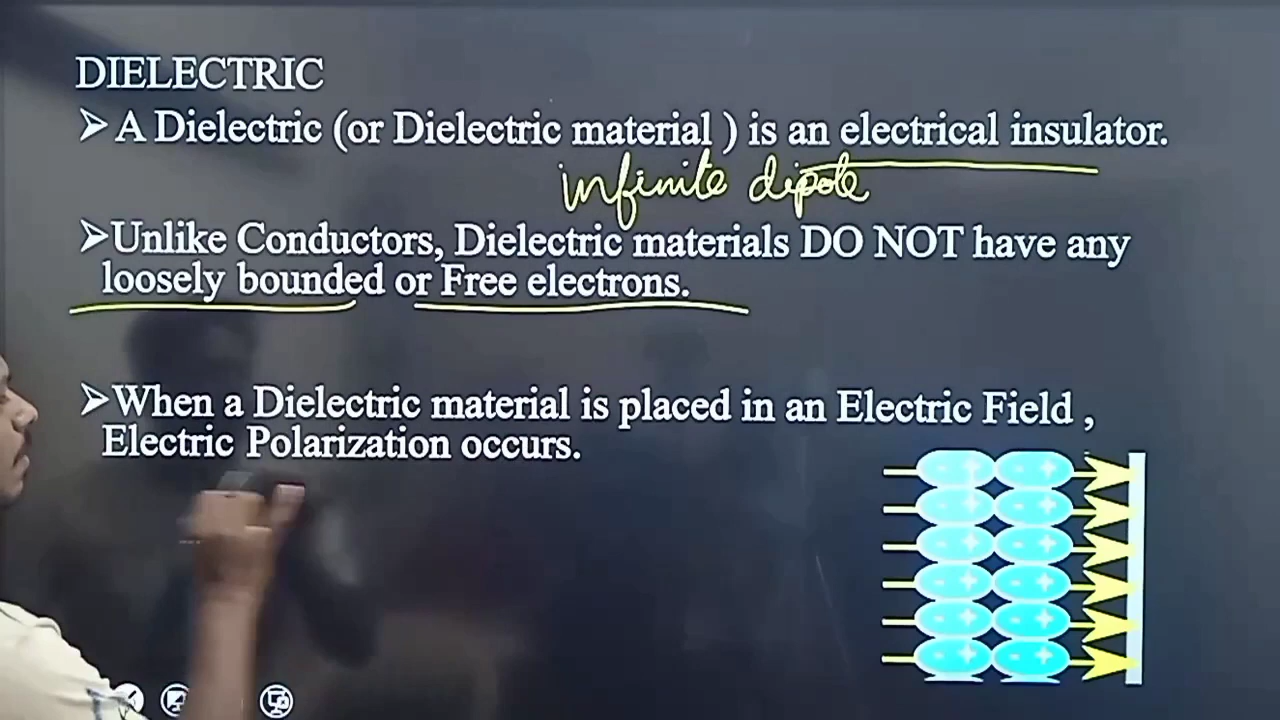 DIELECTRIC
➢ A Dielectric (or Dielectric material ) is an electrical insulator.
infinite dipole
➢Unlike Conductors, Dielectric materials DO NOT have any
loosely bounded or Free electrons.
➢When a Dielectric material is placed in an Electric Field ,
Electric Polarization occurs.
- + - +
- + - +
- + - +
- + - +
- + - +
- + - +